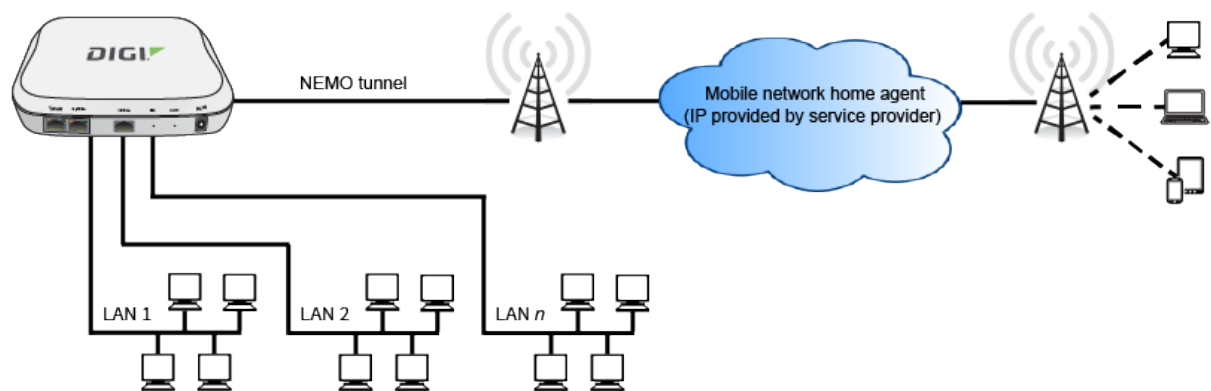 DIGI
NEMO tunnel
Mobile network home agent
(IP provided by service provider)
LAN 1
LAN 2
LAN n